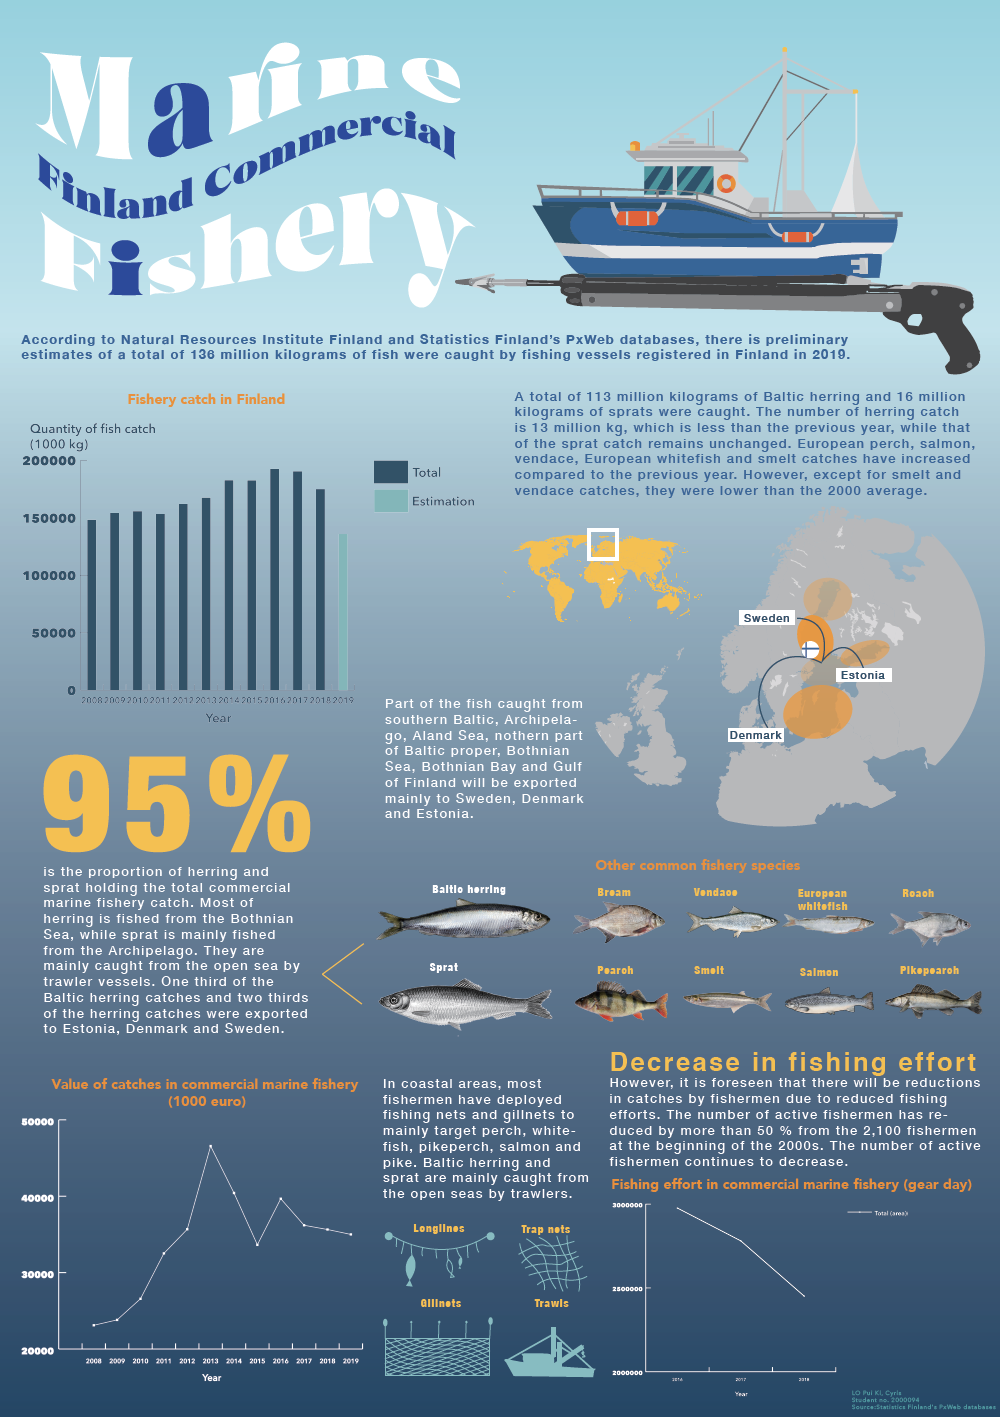 Marine
Finland Commercial
Fishery
According to Natural Resources Institute Finland and Statistics Finland's PxWeb databases, there is preliminary
estimates of a total of 136 million kilograms of fish were caught by fishing vessels registered in Finland in 2019.
Fishery catch in Finland
Quantity of fish catch
(1000 kg)
200000
150000
100000
50000
0
2008 2009 2010 2011 2012 2013 2014 2015 2016 2017 2018 2019
Year
Total
Estimation
A total of 113 million kilograms of Baltic herring and 16 million
kilograms of sprats were caught. The number of herring catch
is 13 million kg, which is less than the previous year, while that
of the sprat catch remains unchanged. European perch, salmon,
vendace, European whitefish and smelt catches have increased
compared to the previous year. However, except for smelt and
vendace catches, they were lower than the 2000 average.
Sweden
Estonia
Denmark
Part of the fish caught from
southern Baltic, Archipela-
go, Aland Sea, nothern part
of Baltic proper, Bothnian
Sea, Bothnian Bay and Gulf
of Finland will be exported
mainly to Sweden, Denmark
and Estonia.
95%
is the proportion of herring and
sprat holding the total commercial
marine fishery catch. Most of
herring is fished from the Bothnian
Sea, while sprat is mainly fished
from the Archipelago. They are
mainly caught from the open sea by
trawler vessels. One third of the
Baltic herring catches and two thirds
of the herring catches were exported
to Estonia, Denmark and Sweden.
Baltic herring
Sprat
Other common fishery species
Bream
Vendace
European
whitefish
Roach
Pearch
Smelt
Salmon
Pikepearch
Value of catches in commercial marine fishery
(1000 euro)
50000
40000
30000
20000
2008 2009 2010 2011 2012 2013 2014 2015 2016 2017 2018 2019
Year
In coastal areas, most
fishermen have deployed
fishing nets and gillnets to
mainly target perch, white-
fish, pikeperch, salmon and
pike. Baltic herring and
sprat are mainly caught from
the open seas by trawlers.
Longlines
Trap nets
Gilinets
Trawls
Decrease in fishing effort
However, it is foreseen that there will be reductions
in catches by fishermen due to reduced fishing
efforts. The number of active fishermen has re-
duced by more than 50 % from the 2,100 fishermen
at the beginning of the 2000s. The number of active
fishermen continues to decrease.
Fishing effort in commercial marine fishery (gear day)
3000000
2500000
2000000
2016 2017 2018
Year
Total (area)
LO Pui Ki, Cyris
Student no. 2000094
Source:Statistics Finland's PxWeb databases